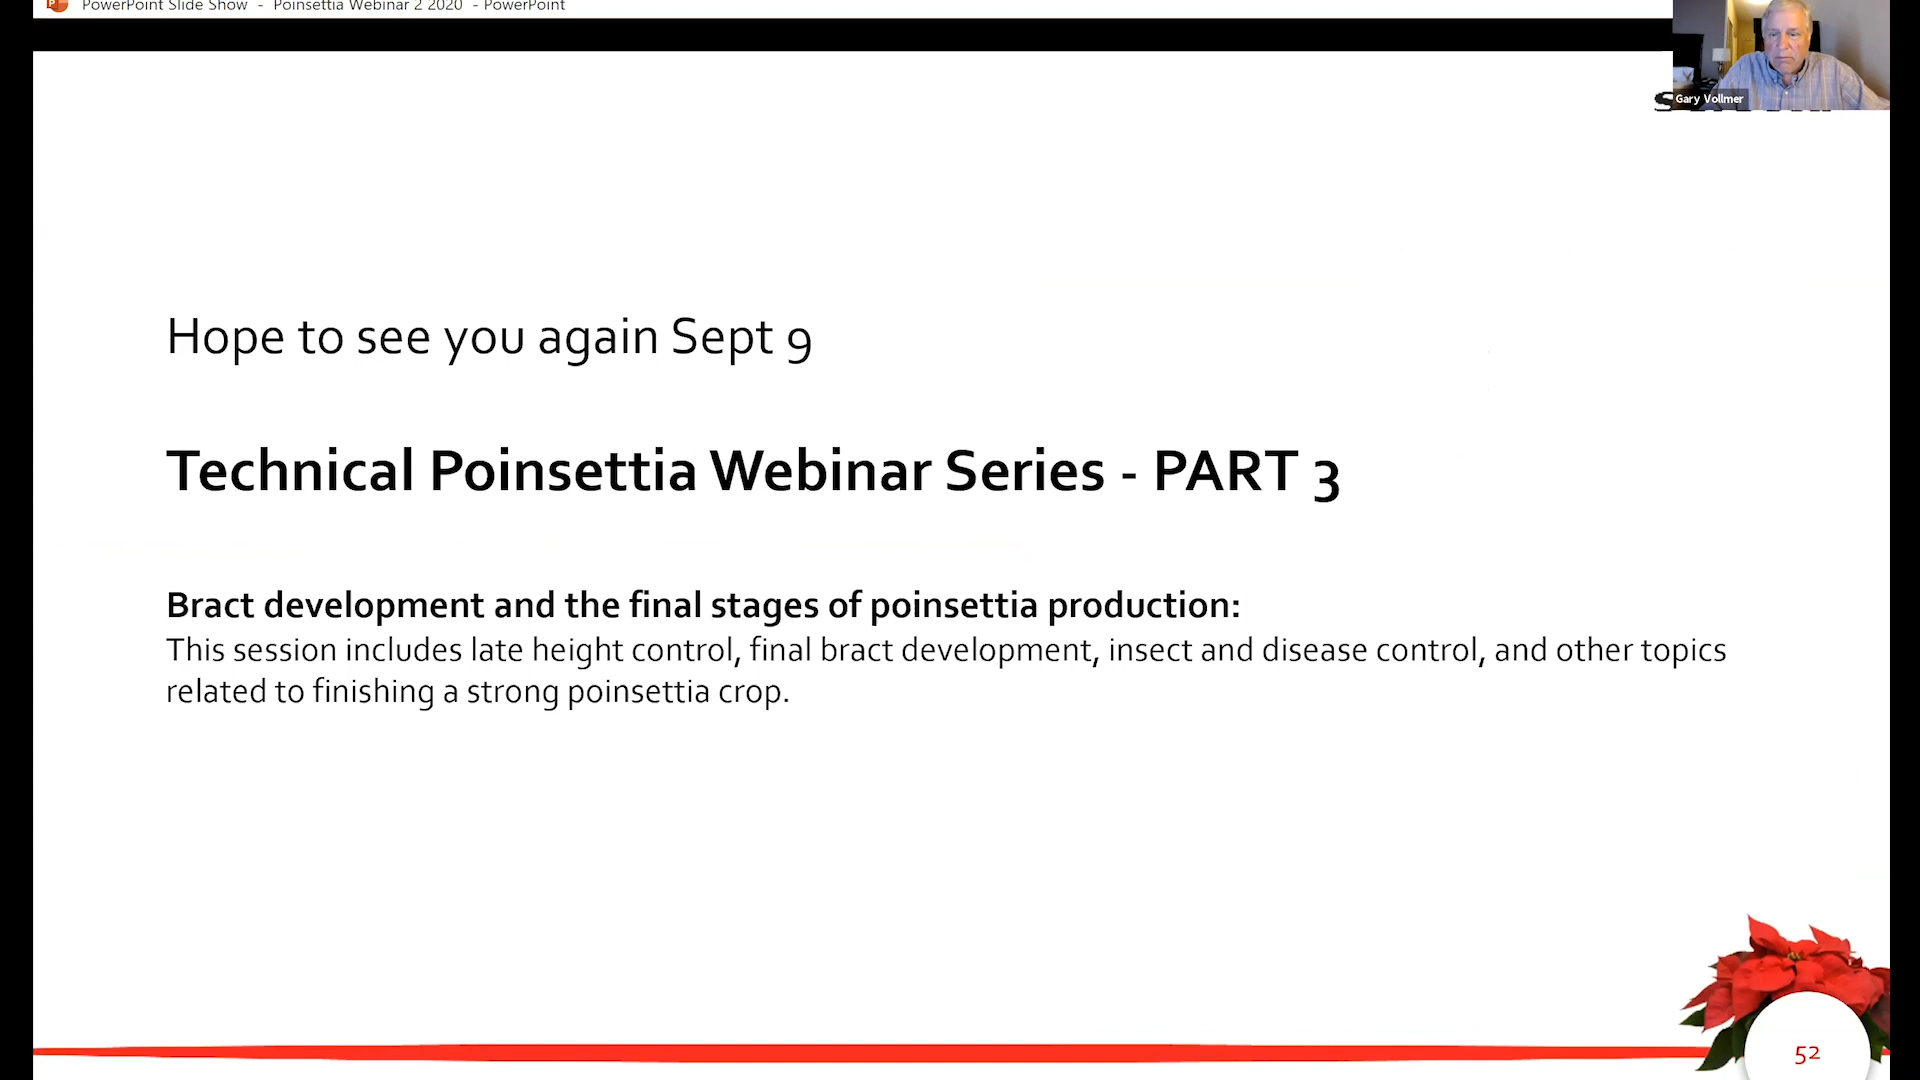 PowerPoint Slide Show - Poinsettia Webinar 2 2020 - PowerPoint
Gary Vollmer
Hope to see you again Sept 9
Technical Poinsettia Webinar Series - PART 3
Bract development and the final stages of poinsettia production:
This session includes late height control, final bract development, insect and disease control, and other topics
related to finishing a strong poinsettia crop.
52